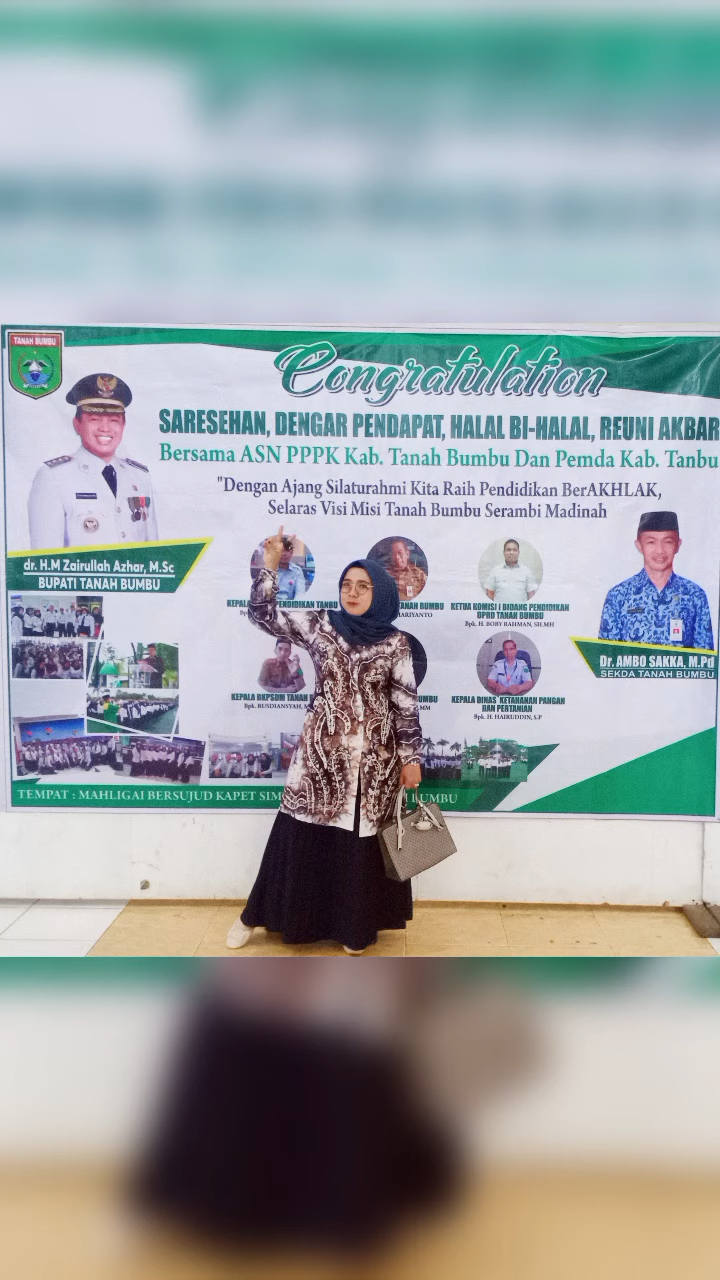 TANAH BUMBU
Congratulation
SARESEHAN, DENGAR PENDAPAT, HALAL BI-HALAL, REUNI AKBAR
Bersama ASN PPPK Kab. Tanah Bumbu Dan Pemda Kab. Tanbu
"Dengan Ajang Silaturahmi Kita Raih Pendidikan BerAKHLAK,
Selaras Visi Misi Tanah Bumbu Serambi Madinah
dr. H.M Zairullah Azhar, M.Sc
BUPATI TANAH BUMBU
PENDIDIKAN TANBU
TANAH BUMBU
KETUA KOMISI I BIDANG PENDIDIKAN
DPRD TANAH BUMBU
Bpk. H. BOBY RAHMAN, SH.MH
Dr. AMBO SAKKA, M.Pd
SEKDA TANAH BUMBU
KEPALA BKPSDM TANAH
Bpk. RUSDIANSYAH,
KEPALA DINAS KETAHANAN PANGAN
DAN PERTANIAN
Bpk. H. HAIRUDDIN, S.P
TEMPAT : MAHLIGAI BERSUJUD KAPET